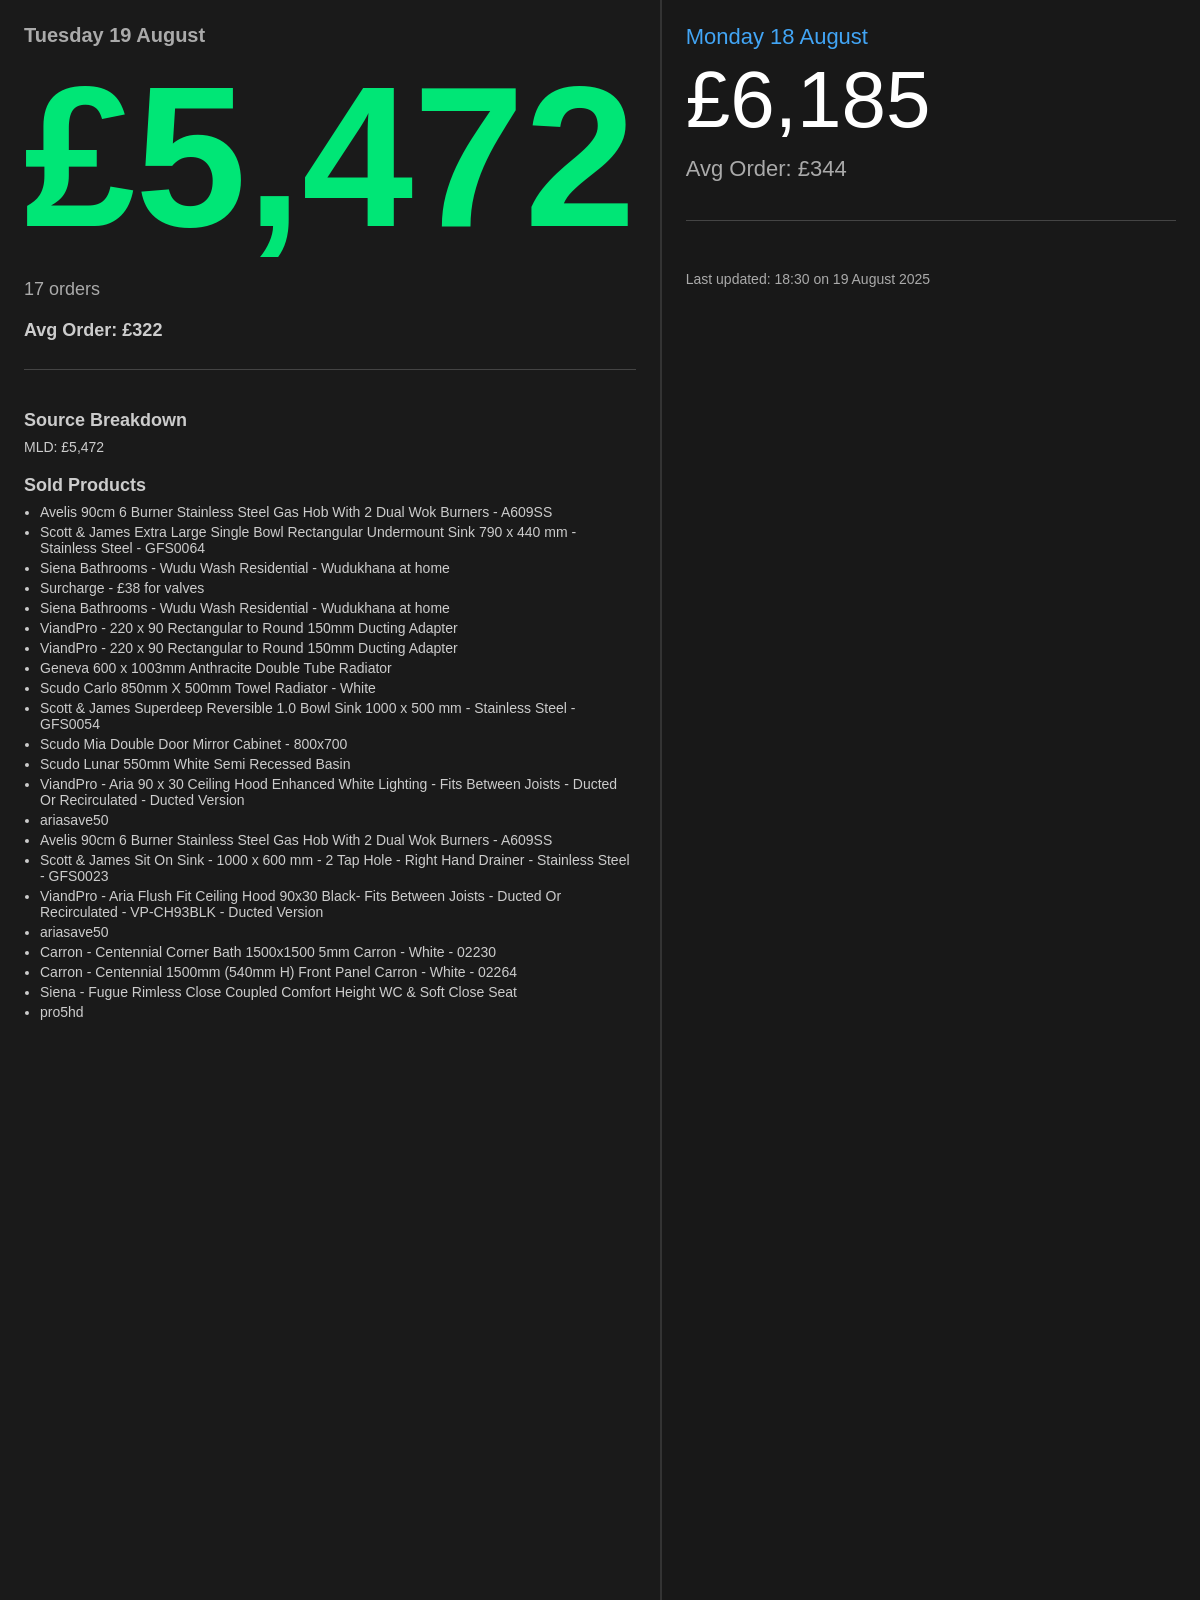 Tuesday 19 August
£5,472
17 orders
Avg Order: £322
Source Breakdown
MLD: £5,472
Sold Products
• Avelis 90cm 6 Burner Stainless Steel Gas Hob With 2 Dual Wok Burners - A609SS
• Scott & James Extra Large Single Bowl Rectangular Undermount Sink 790 x 440 mm -
Stainless Steel - GFS0064
• Siena Bathrooms - Wudu Wash Residential - Wudukhana at home
• Surcharge - £38 for valves
• Siena Bathrooms - Wudu Wash Residential - Wudukhana at home
• ViandPro - 220 x 90 Rectangular to Round 150mm Ducting Adapter
• ViandPro - 220 x 90 Rectangular to Round 150mm Ducting Adapter
• Geneva 600 x 1003mm Anthracite Double Tube Radiator
• Scudo Carlo 850mm X 500mm Towel Radiator - White
• Scott & James Superdeep Reversible 1.0 Bowl Sink 1000 x 500 mm - Stainless Steel -
GFS0054
• Scudo Mia Double Door Mirror Cabinet - 800x700
• Scudo Lunar 550mm White Semi Recessed Basin
• ViandPro - Aria 90 x 30 Ceiling Hood Enhanced White Lighting - Fits Between Joists - Ducted
Or Recirculated - Ducted Version
• ariasave50
• Avelis 90cm 6 Burner Stainless Steel Gas Hob With 2 Dual Wok Burners - A609SS
• Scott & James Sit On Sink - 1000 x 600 mm - 2 Tap Hole - Right Hand Drainer - Stainless Steel
- GFS0023
• ViandPro - Aria Flush Fit Ceiling Hood 90x30 Black- Fits Between Joists - Ducted Or
Recirculated - VP-CH93BLK - Ducted Version
• ariasave50
• Carron - Centennial Corner Bath 1500x1500 5mm Carron - White - 02230
• Carron - Centennial 1500mm (540mm H) Front Panel Carron - White - 02264
• Siena - Fugue Rimless Close Coupled Comfort Height WC & Soft Close Seat
• pro5hd
Monday 18 August
£6,185
Avg Order: £344
Last updated: 18:30 on 19 August 2025